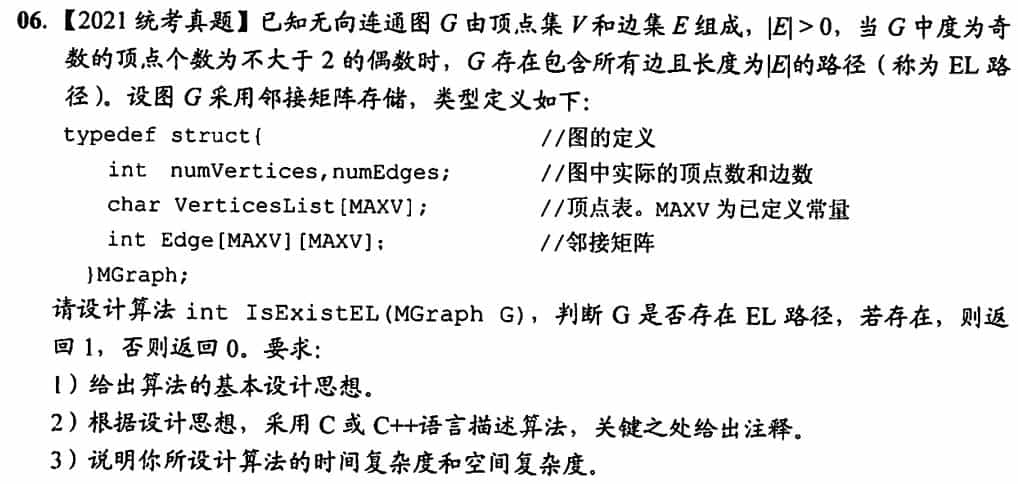 06.【2021统考真题】已知无向连通图 G 由顶点集 V 和边集 E 组成，|E|>0，当 G 中度为奇
数的顶点个数为不大于 2 的偶数时，G 存在包含所有边且长度为|E|的路径（称为 EL 路
径）。设图 G 采用邻接矩阵存储，类型定义如下：
typedef struct{ //图的定义
int numVertices,numEdges; //图中实际的顶点数和边数
char VerticesList[MAXV]; //顶点表。MAXV 为已定义常量
int Edge[MAXV][MAXV]; //邻接矩阵
}MGraph;
请设计算法 int IsExistEL(MGraph G)，判断 G 是否存在 EL 路径，若存在，则返
回 1，否则返回 0。要求：
1）给出算法的基本设计思想。
2）根据设计思想，采用 C 或 C++语言描述算法，关键之处给出注释。
3）说明你所设计算法的时间复杂度和空间复杂度。